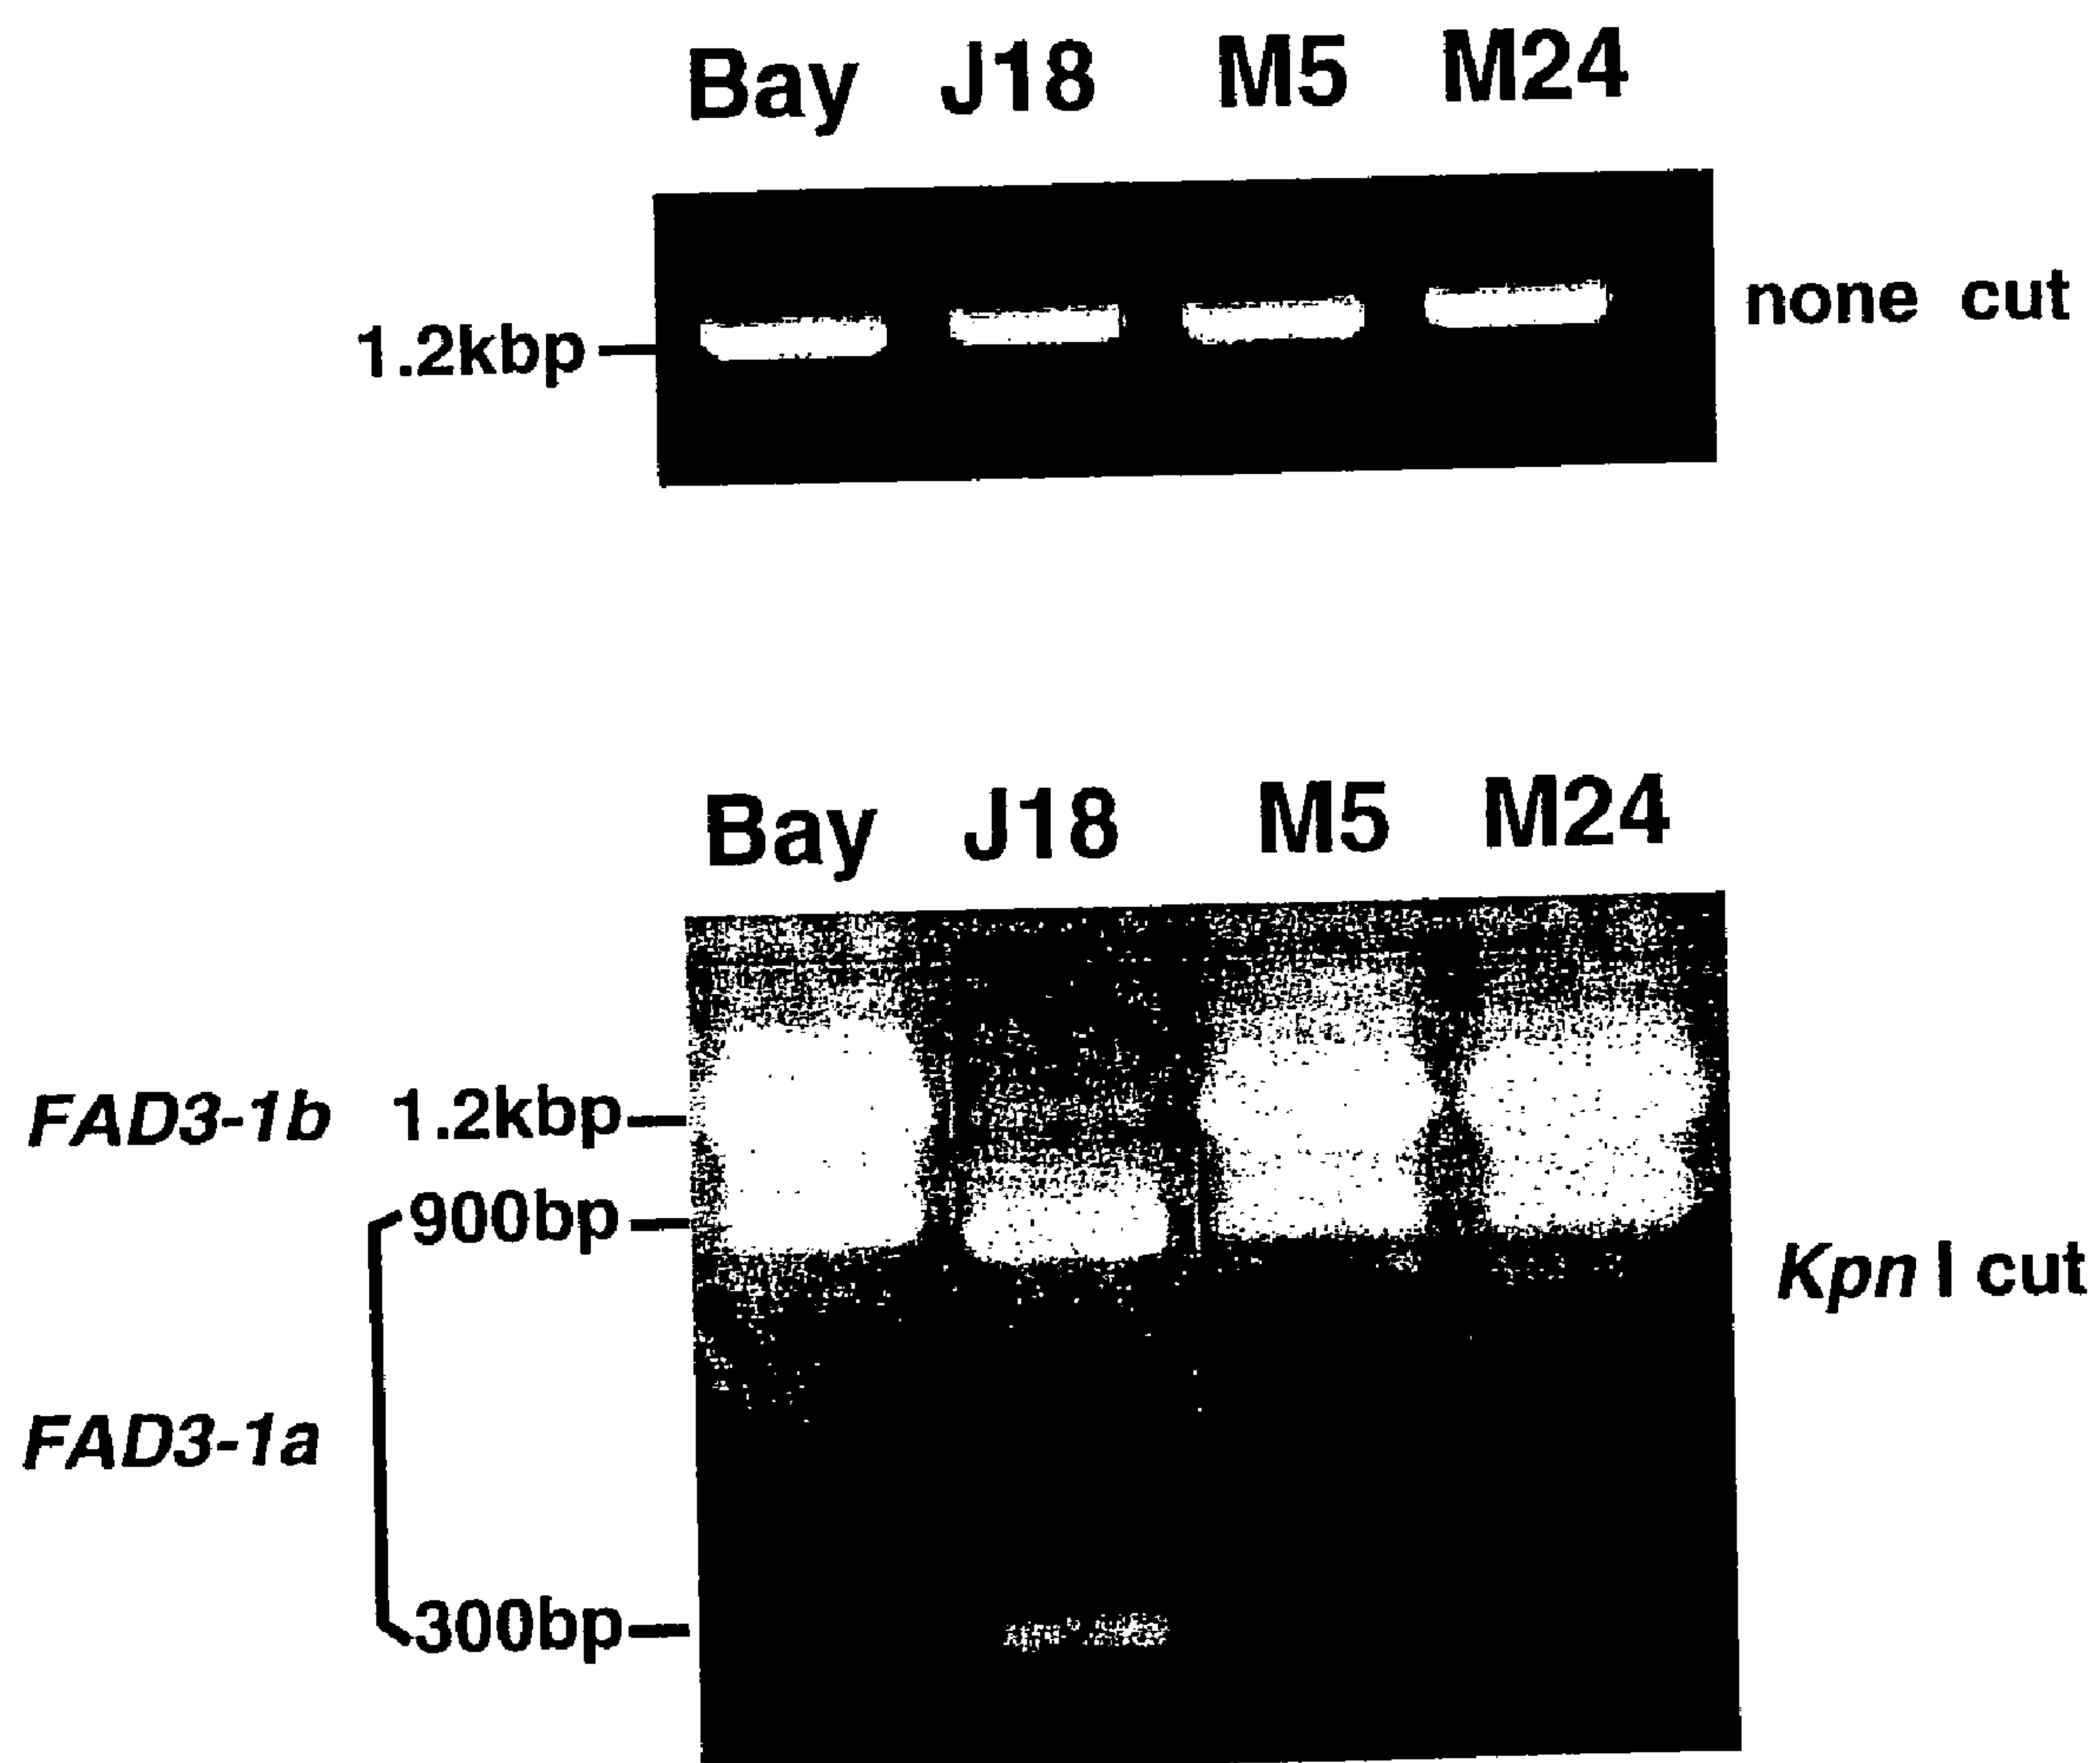 Bay J18 M5 M24
1.2kbp
none cut
Bay J18 M5 M24
FAD3-1b 1.2kbp
900bp
Kpn I cut
FAD3-1a
300bp